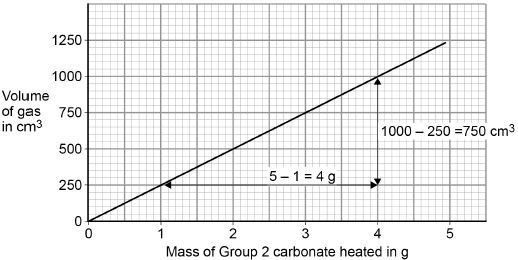 1250
1000
750
500
250
0
Volume
of gas
in cm³
1000 – 250 =750 cm³
5 – 1 = 4 g
0 1 2 3 4 5
Mass of Group 2 carbonate heated in g